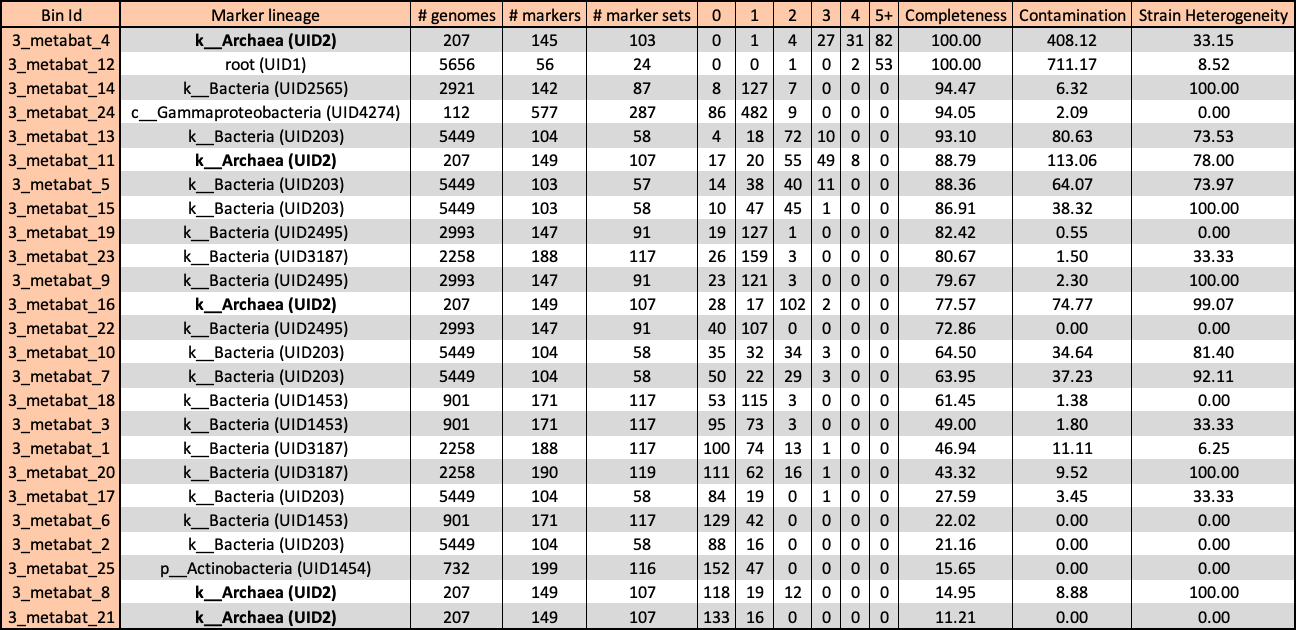 Bin Id Marker lineage # genomes # markers # marker sets 0 1 2 3 4 5+ Completeness Contamination Strain Heterogeneity
3_metabat_4 k__Archaea (UID2) 207 145 103 0 1 4 27 31 82 100.00 408.12 33.15
3_metabat_12 root (UID1) 5656 56 24 0 0 1 0 2 53 100.00 711.17 8.52
3_metabat_14 k__Bacteria (UID2565) 2921 142 87 8 127 7 0 0 0 94.47 6.32 100.00
3_metabat_24 c__Gammaproteobacteria (UID4274) 112 577 287 86 482 9 0 0 0 94.05 2.09 0.00
3_metabat_13 k__Bacteria (UID203) 5449 104 58 4 18 72 10 0 0 93.10 80.63 73.53
3_metabat_11 k__Archaea (UID2) 207 149 107 17 20 55 49 8 0 88.79 113.06 78.00
3_metabat_5 k__Bacteria (UID203) 5449 103 57 14 38 40 11 0 0 88.36 64.07 73.97
3_metabat_15 k__Bacteria (UID203) 5449 103 58 10 47 45 1 0 0 86.91 38.32 100.00
3_metabat_19 k__Bacteria (UID2495) 2993 147 91 19 127 1 0 0 0 82.42 0.55 0.00
3_metabat_23 k__Bacteria (UID3187) 2258 188 117 26 159 3 0 0 0 80.67 1.50 33.33
3_metabat_9 k__Bacteria (UID2495) 2993 147 91 23 121 3 0 0 0 79.67 2.30 100.00
3_metabat_16 k__Archaea (UID2) 207 149 107 28 17 102 2 0 0 77.57 74.77 99.07
3_metabat_22 k__Bacteria (UID2495) 2993 147 91 40 107 0 0 0 0 72.86 0.00 0.00
3_metabat_10 k__Bacteria (UID203) 5449 104 58 35 32 34 3 0 0 64.50 34.64 81.40
3_metabat_7 k__Bacteria (UID203) 5449 104 58 50 22 29 3 0 0 63.95 37.23 92.11
3_metabat_18 k__Bacteria (UID1453) 901 171 117 53 115 3 0 0 0 61.45 1.38 0.00
3_metabat_3 k__Bacteria (UID1453) 901 171 117 95 73 3 0 0 0 49.00 1.80 33.33
3_metabat_1 k__Bacteria (UID3187) 2258 188 117 100 74 13 1 0 0 46.94 11.11 6.25
3_metabat_20 k__Bacteria (UID3187) 2258 190 119 111 62 16 1 0 0 43.32 9.52 100.00
3_metabat_17 k__Bacteria (UID203) 5449 104 58 84 19 0 1 0 0 27.59 3.45 33.33
3_metabat_6 k__Bacteria (UID1453) 901 171 117 129 42 0 0 0 0 22.02 0.00 0.00
3_metabat_2 k__Bacteria (UID203) 5449 104 58 88 16 0 0 0 0 21.16 0.00 0.00
3_metabat_25 p__Actinobacteria (UID1454) 732 199 116 152 47 0 0 0 0 15.65 0.00 0.00
3_metabat_8 k__Archaea (UID2) 207 149 107 118 19 12 0 0 0 14.95 8.88 100.00
3_metabat_21 k__Archaea (UID2) 207 149 107 133 16 0 0 0 0 11.21 0.00 0.00